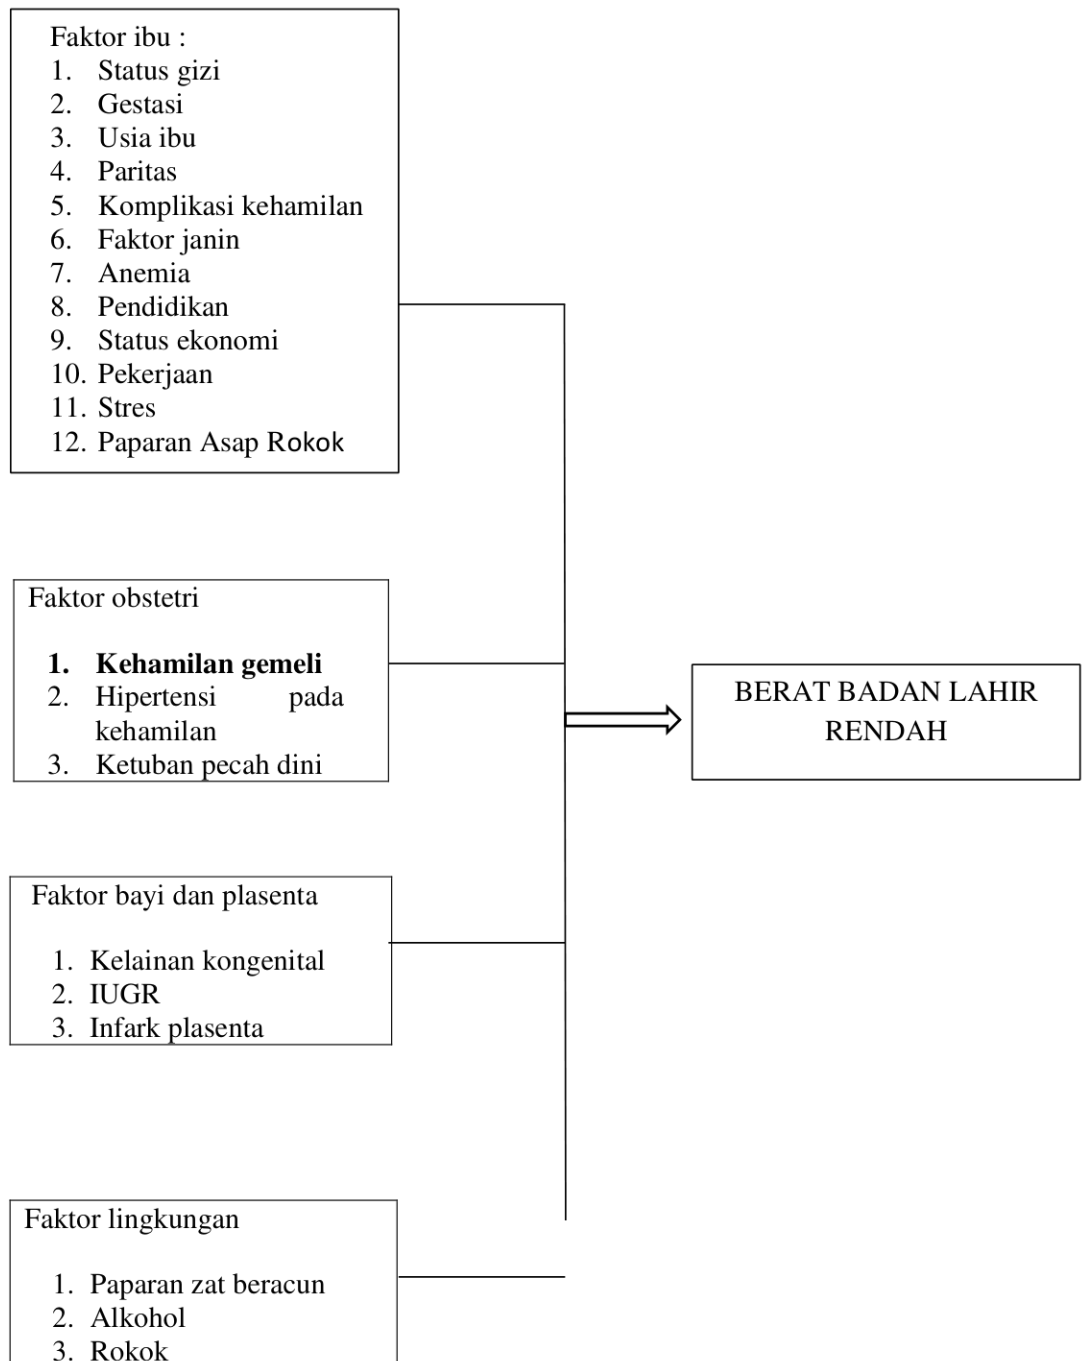 Faktor ibu :
1. Status gizi
2. Gestasi
3. Usia ibu
4. Paritas
5. Komplikasi kehamilan
6. Faktor janin
7. Anemia
8. Pendidikan
9. Status ekonomi
10. Pekerjaan
11. Stres
12. Paparan Asap Rokok
Faktor obstetri
1. Kehamilan gemeli
2. Hipertensi pada
kehamilan
3. Ketuban pecah dini
BERAT BADAN LAHIR
RENDAH
Faktor bayi dan plasenta
1. Kelainan kongenital
2. IUGR
3. Infark plasenta
Faktor lingkungan
1. Paparan zat beracun
2. Alkohol
3. Rokok